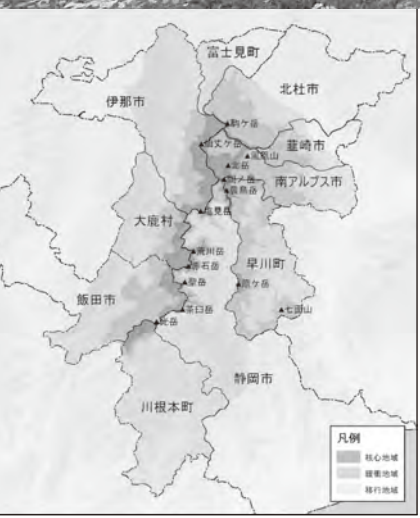 富士見町
北杜市
伊那市
駒ケ岳
仙丈ケ岳
鳳凰山
韮崎市
北岳
間ノ岳
農鳥岳
南アルプス市
大鹿村
塩見岳
荒川岳
早川町
赤石岳
飯田市
聖岳
笊ケ岳
茶臼岳
七面山
光岳
静岡市
川根本町
凡例
核心地域
緩衝地域
移行地域